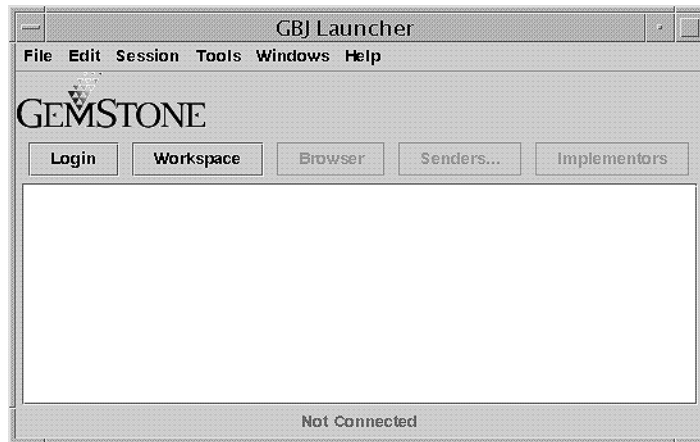 GBJ Launcher
File Edit Session Tools Windows Help
GEMSTONE
Login Workspace Browser Senders... Implementors
Not Connected